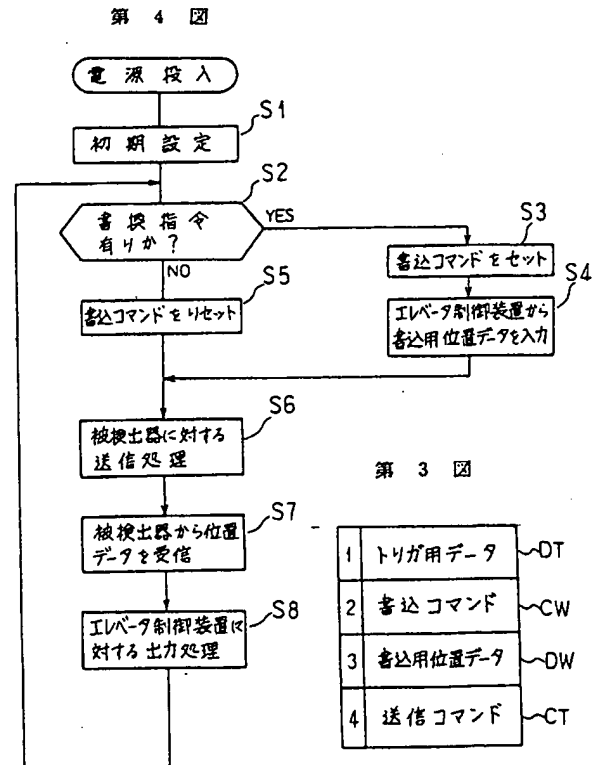 第 4 図
電源投入
S1
初期設定
S2
書換指令
有りか?
YES
NO
S3
書込コマンドをセット
S4
エレベータ制御装置から
書込用位置データを入力
S5
書込コマンドをリセット
S6
被検出器に対する
送信処理
S7
被検出器から位置
データを受信
S8
エレベータ制御装置に
対する出力処理
第 3 図
1 トリガ用データ DT
2 書込コマンド CW
3 書込用位置データ DW
4 送信コマンド CT